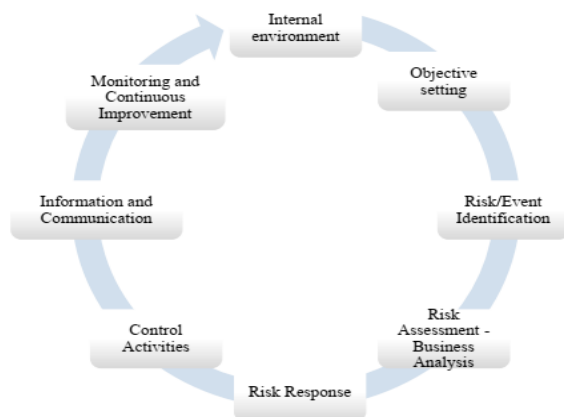 Internal
environment
Objective
setting
Risk/Event
Identification
Risk
Assessment -
Business
Analysis
Risk Response
Control
Activities
Information and
Communication
Monitoring and
Continuous
Improvement